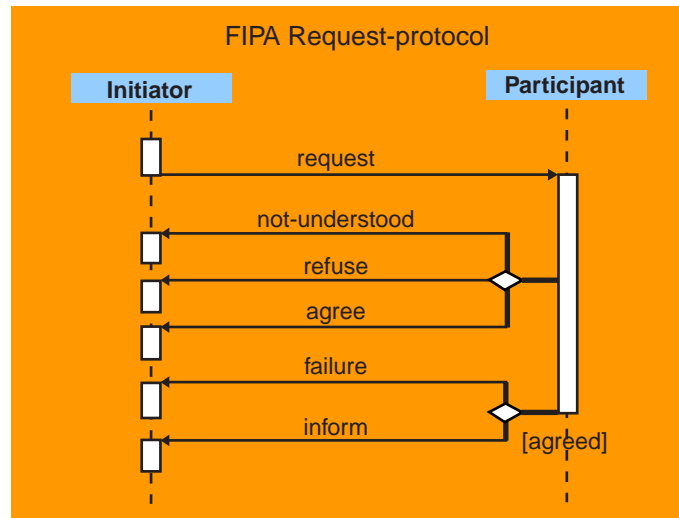 FIPA Request-protocol
Initiator
Participant
request
not-understood
refuse
agree
failure
inform
[agreed]